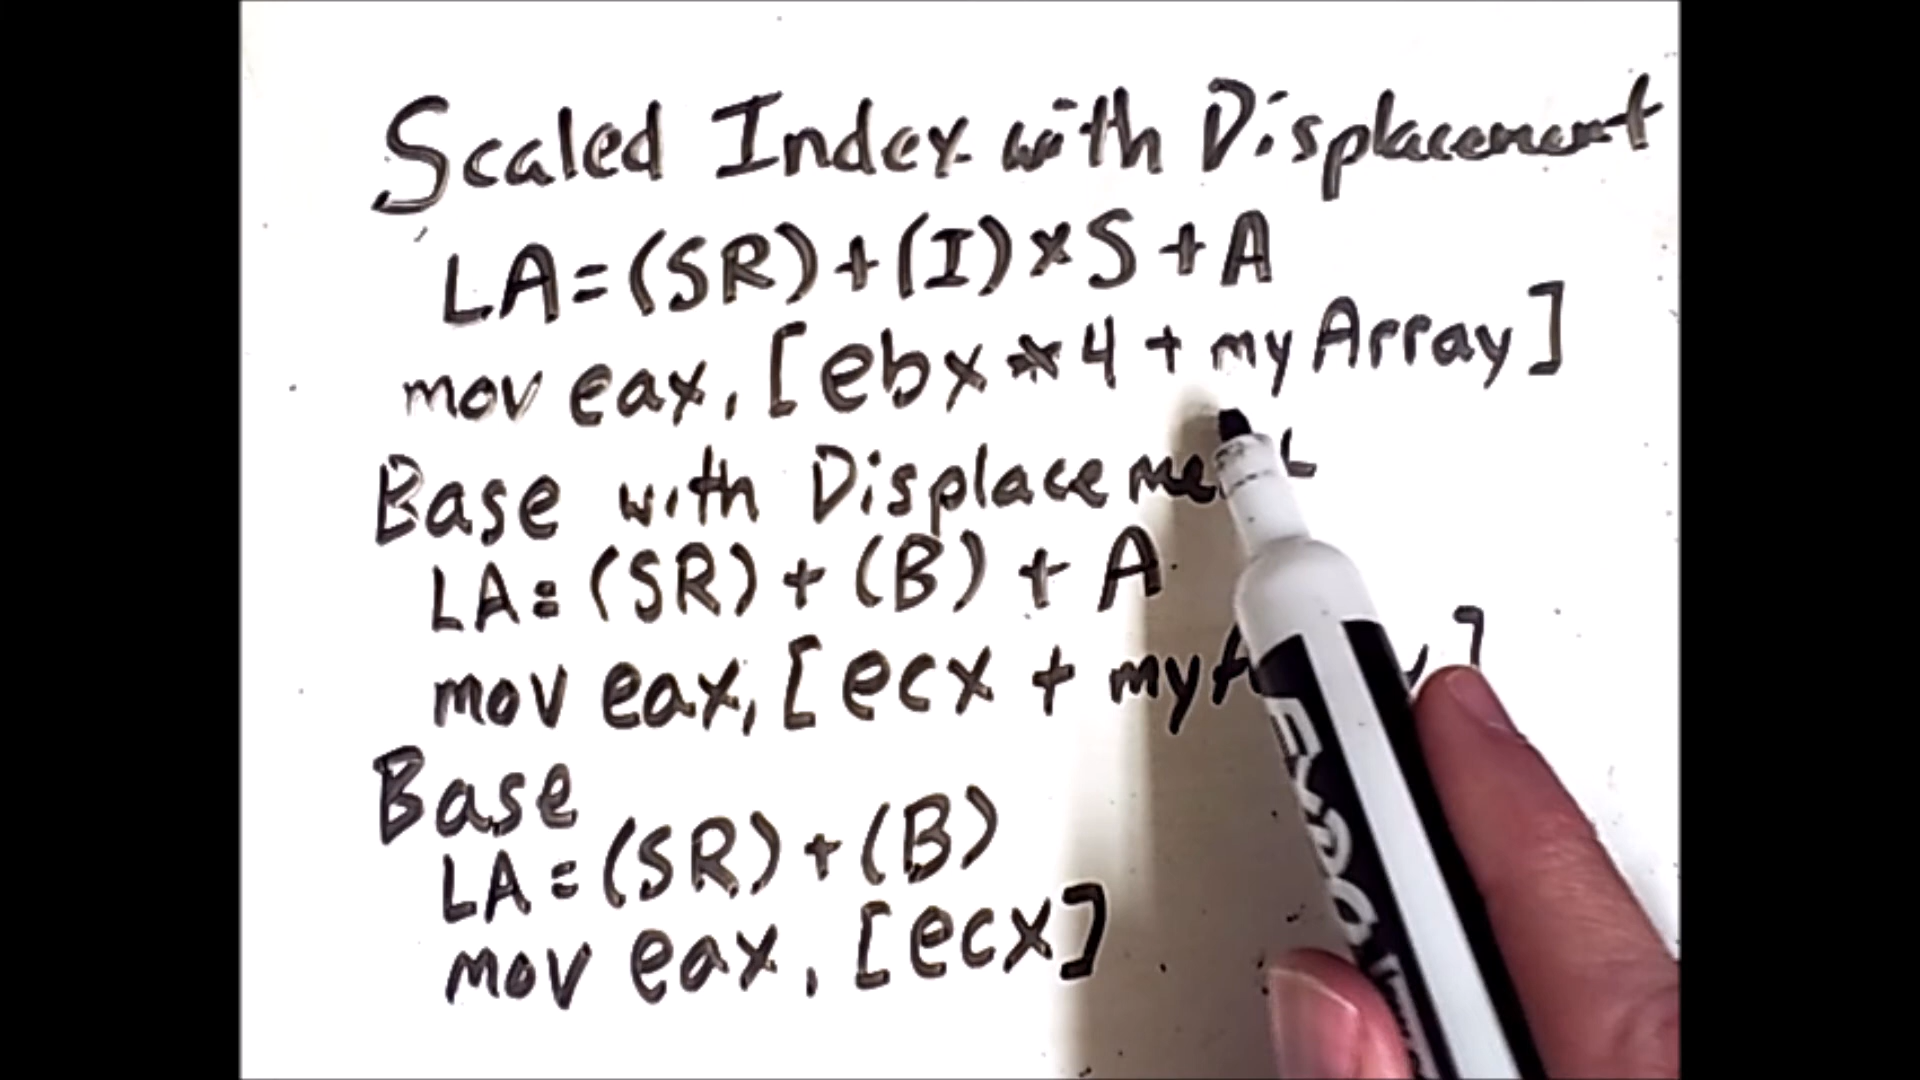 Scaled Index with Displacement
LA=(SR)+(I)×S+A
mov eax, [ebx*4+myArray]
Base with Displacement
LA=(SR)+(B)+A
mov eax, [ecx +
Base
LA=(SR)+(B)
mov eax, [ecx]
EXPO